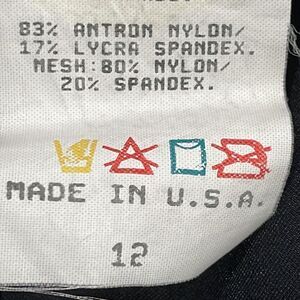 83% ANTRON NYLON/
17% LYCRA SPANDEX.
MESH:80% NYLON/
20% SPANDEX.
MADE IN U.S.A.
12